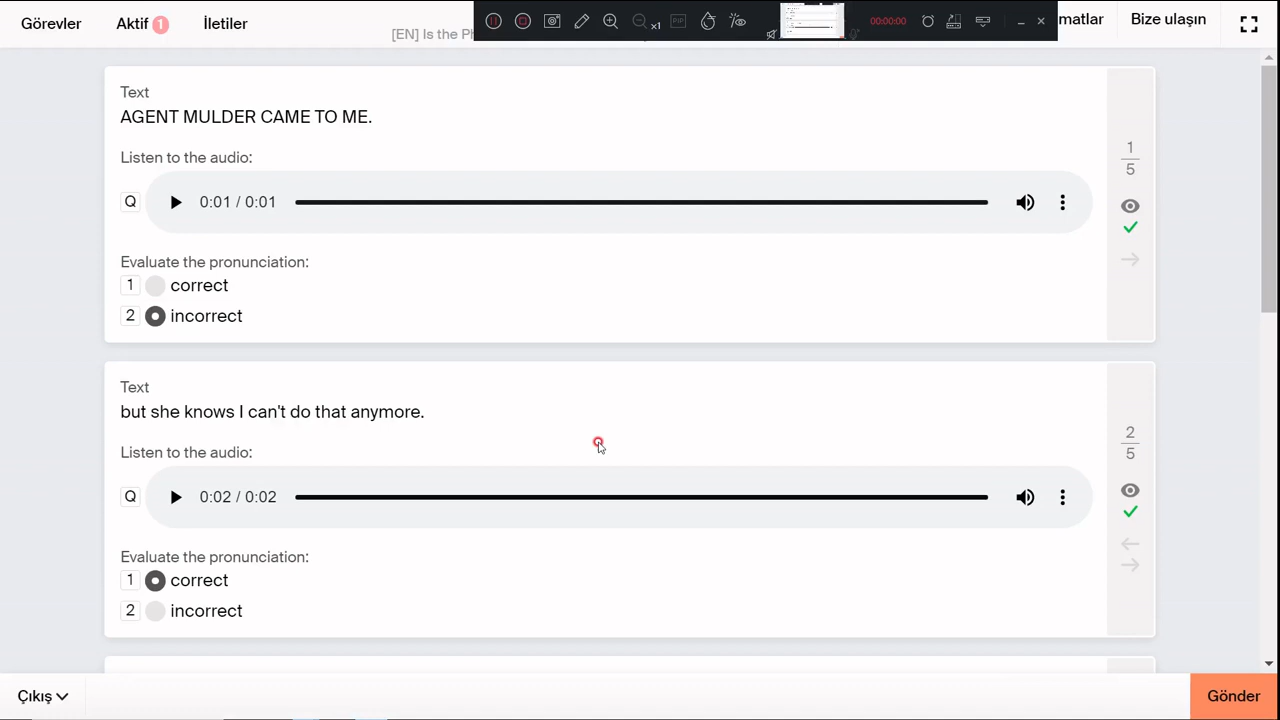 Görevler
Aktif 1
İletiler
[EN] Is the Ph
x1
PIP
00:00:00
matlar
Bize ulaşın
Text
AGENT MULDER CAME TO ME.
Listen to the audio:
Q
0:01 / 0:01
Evaluate the pronunciation:
1 correct
2 incorrect
1
5
Text
but she knows I can't do that anymore.
Listen to the audio:
Q
0:02 / 0:02
Evaluate the pronunciation:
1 correct
2 incorrect
2
5
Çıkış
Gönder